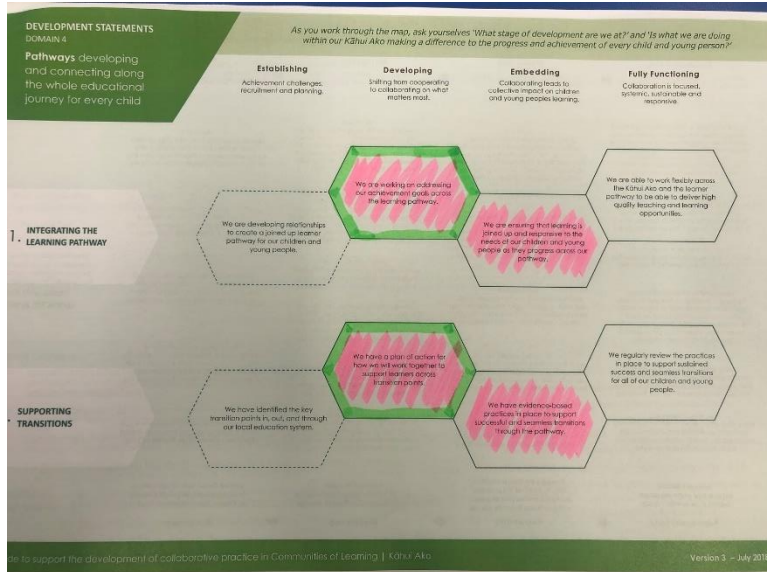 DEVELOPMENT STATEMENTS
DOMAIN 4
Pathways developing
and connecting along
the whole educational
journey for every child
As you work through the map, ask yourselves 'What stage of development are we at?' and 'Is what we are doing
within our Kāhui Ako making a difference to the progress and achievement of every child and young person?'
Establishing
Achievement challenges,
recruitment and planning.
Developing
Shifting from cooperating
to collaborating on what
matters most.
Embedding
Collaborating leads to
collective impact on children
and young peoples learning.
Fully Functioning
Collaboration is focused,
systemic, sustainable and
responsive.
1. INTEGRATING THE
LEARNING PATHWAY
We are developing relationships
to create a joined up learner
pathway for our children and
young people.
We are working on addressing
our achievement goals across
the learning pathway.
We are ensuring that learning is
joined up and responsive to the
needs of our children and young
people as they progress across our
pathway.
We are able to work flexibly across
the Kāhui Ako and the learner
pathway to be able to deliver high
quality teaching and learning
opportunities.
SUPPORTING
TRANSITIONS
We have identified the key
transition points in, out, and through
our local education system.
We have a plan of action for
how we will work together to
support learners across
transition points.
We have evidence-based
practices in place to support
successful and seamless transitions
through the pathway.
We regularly review the practices
in place to support sustained
success and seamless transitions
for all of our children and young
people.
to support the development of collaborative practice in Communities of Learning | Kāhui Ako
Version 3 – July 201